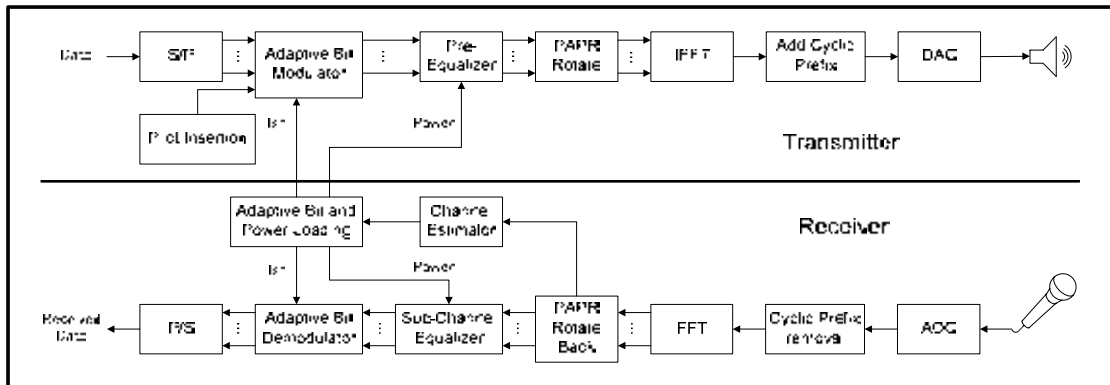 Data
S/P
Adaptive Bit
Modulator
Pre-
Equalizer
PAPR
Rotate
IFFT
Add Cyclic
Prefix
DAC
Pilot Insertion
Bit
Power
Transmitter
Adaptive Bit and
Power Loading
Channel
Estimator
Receiver
Bit
Power
Received
Data
P/S
Adaptive Bit
Demodulator
Sub-Channel
Equalizer
PAPR
Rotate
Back
FFT
Cyclic Prefix
removal
ADC